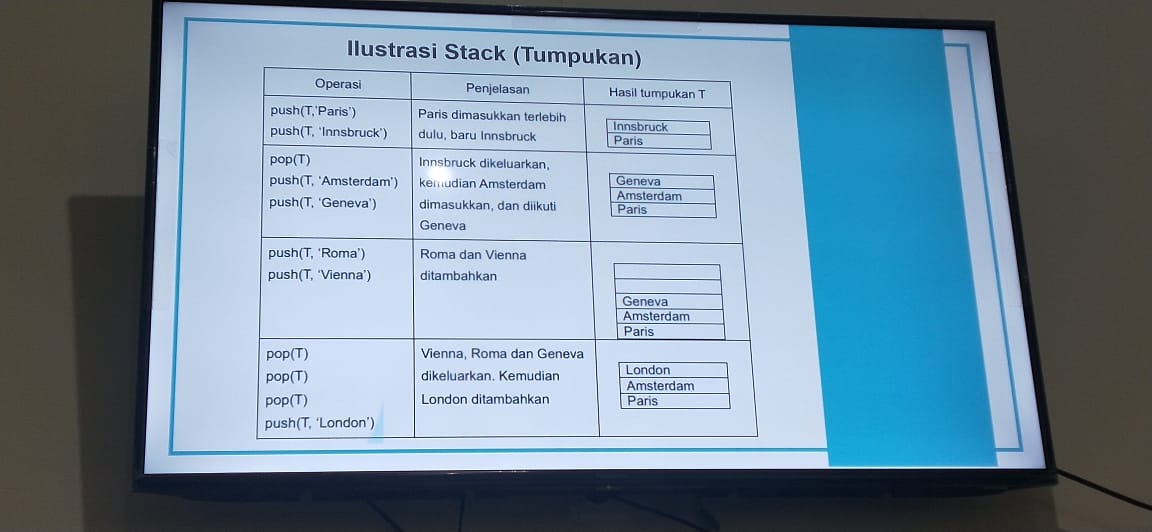 Ilustrasi Stack (Tumpukan)
Operasi
Penjelasan
Hasil tumpukan T
push(T,'Paris')
push(T, 'Innsbruck')
Paris dimasukkan terlebih
dulu, baru Innsbruck
Innsbruck
Paris
pop(T)
push(T, 'Amsterdam')
push(T, 'Geneva')
Innsbruck dikeluarkan,
kemudian Amsterdam
dimasukkan, dan diikuti
Geneva
Geneva
Amsterdam
Paris
push(T, 'Roma')
push(T, 'Vienna')
Roma dan Vienna
ditambahkan
Geneva
Amsterdam
Paris
pop(T)
pop(T)
pop(T)
push(T, 'London')
Vienna, Roma dan Geneva
dikeluarkan. Kemudian
London ditambahkan
London
Amsterdam
Paris